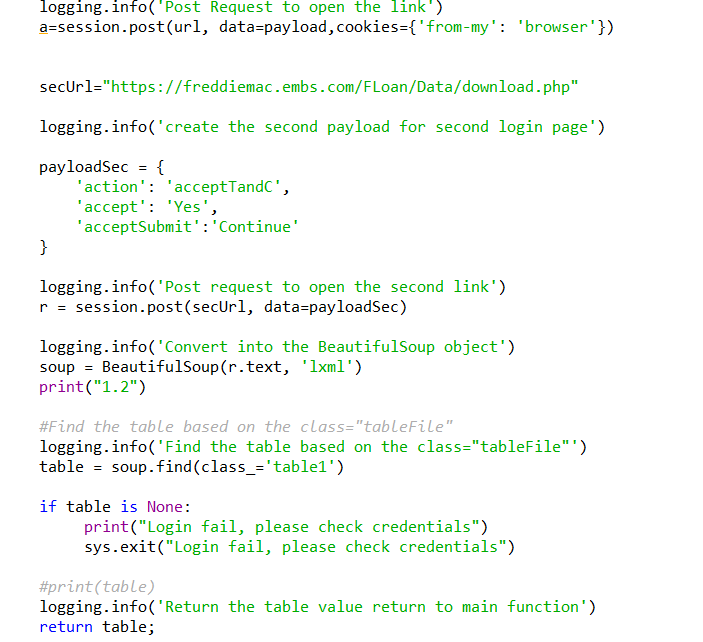 logging.info('Post Request to open the link')
a=session.post(url, data=payload,cookies={'from-my': 'browser'})
secUrl="https://freddiemac.embs.com/FLoan/Data/download.php"
logging.info('create the second payload for second login page')
payloadSec = {
'action': 'acceptTandC',
'accept': 'Yes',
'acceptSubmit':'Continue'
}
logging.info('Post request to open the second link')
r = session.post(secUrl, data=payloadSec)
logging.info('Convert into the BeautifulSoup object')
soup = BeautifulSoup(r.text, 'lxml')
print("1.2")
#Find the table based on the class="tableFile"
logging.info('Find the table based on the class="tableFile"')
table = soup.find(class_='table1')
if table is None:
print("Login fail, please check credentials")
sys.exit("Login fail, please check credentials")
#print(table)
logging.info('Return the table value return to main function')
return table;